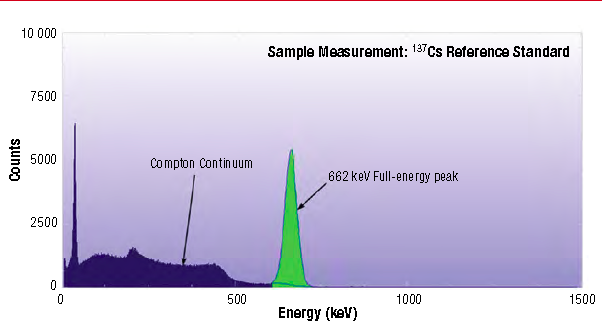 10 000
Sample Measurement: ¹³⁷Cs Reference Standard
7500
5000
Compton Continuum
662 keV Full-energy peak
Counts
2500
0
0 500 1000 1500
Energy (keV)